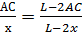 AC/x = L-2AC/L-2x